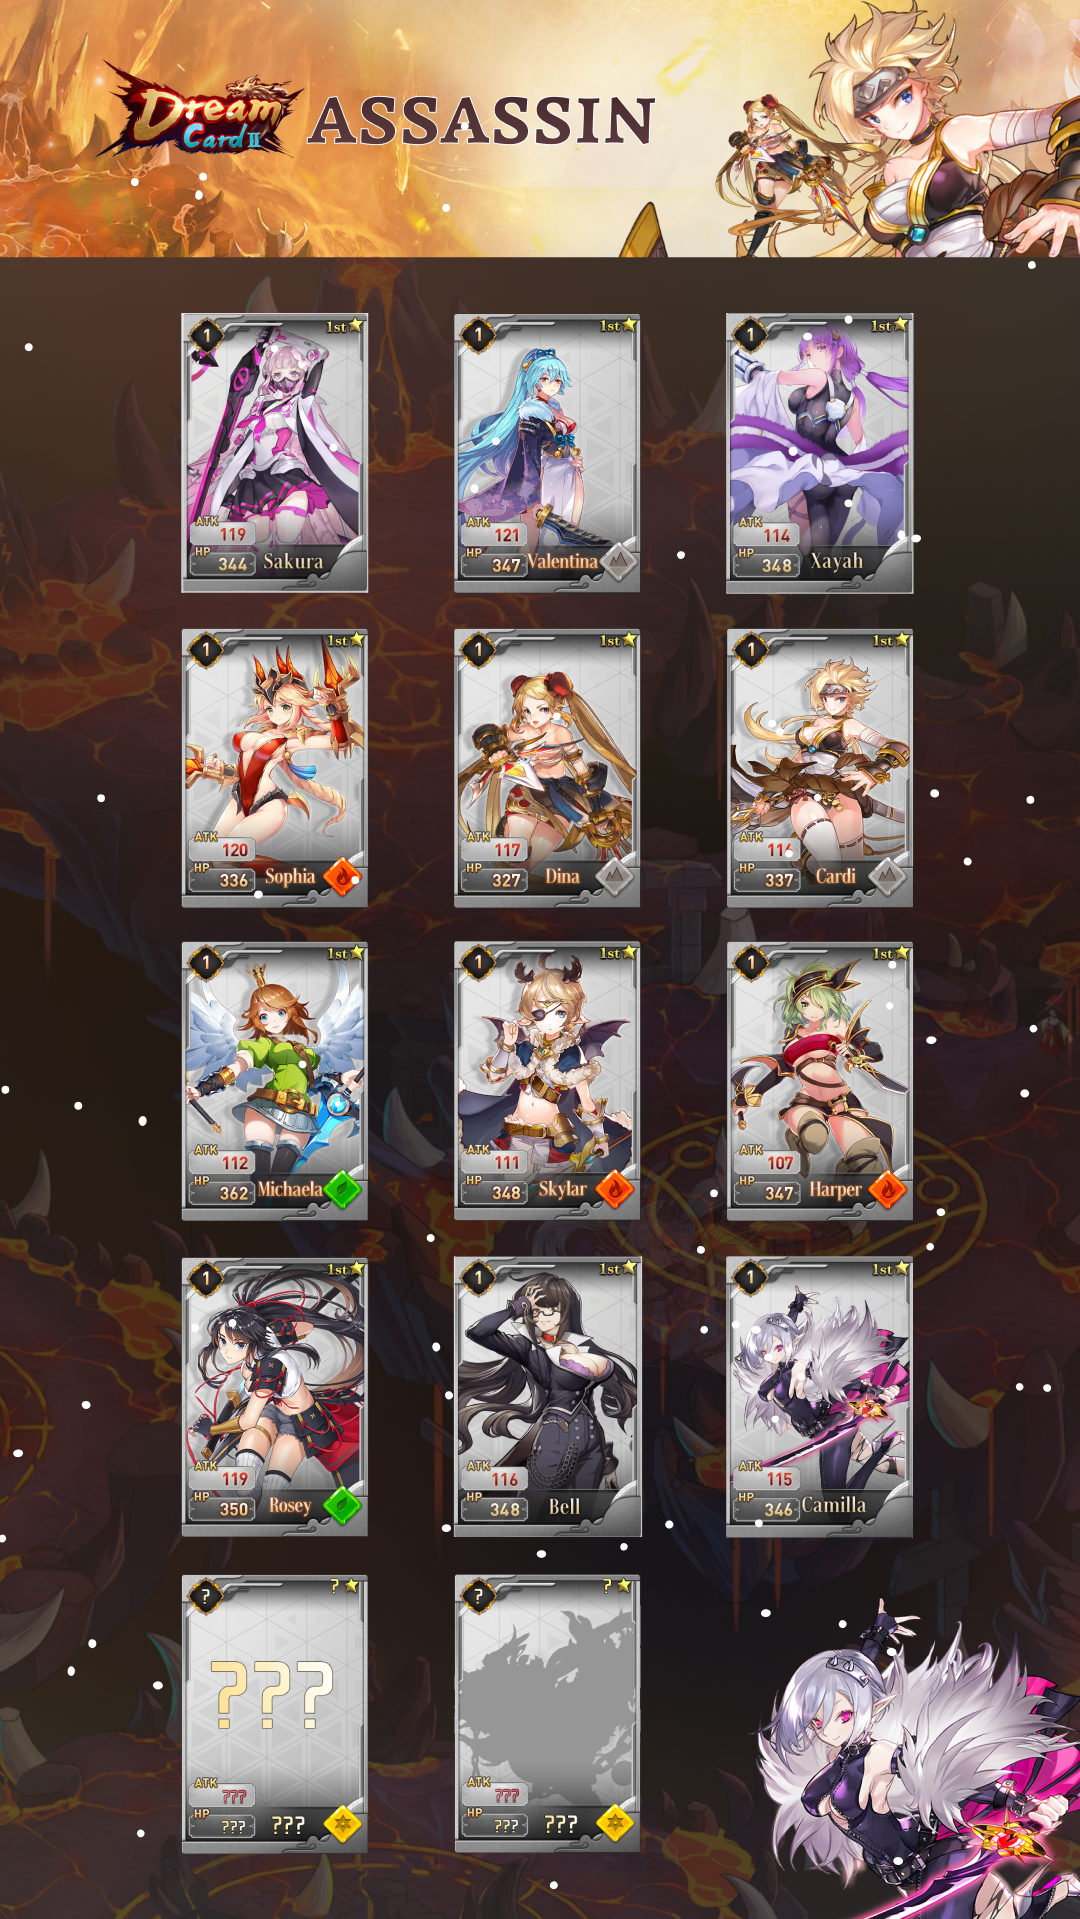 Dream
Card II
ASSASSIN
1
1st
ATK
119
HP
344
Sakura
1
1st
ATK
121
HP
347
Valentina
1
1st
ATK
114
HP
348
Xayah
1
1st
ATK
120
HP
336
Sophia
1
1st
ATK
117
HP
327
Dina
1
1st
ATK
HP
337
Cardi
1
1st
ATK
112
HP
362
Michaela
1
1st
ATK
111
HP
348
Skylar
1
1st
ATK
107
HP
347
Harper
1
1st
ATK
119
HP
350
Rosey
1
1st
ATK
116
HP
348
Bell
1
1st
ATK
115
HP
346
Camilla
?
?
???
ATK
???
HP
???
???
?
?
ATK
???
HP
???
???